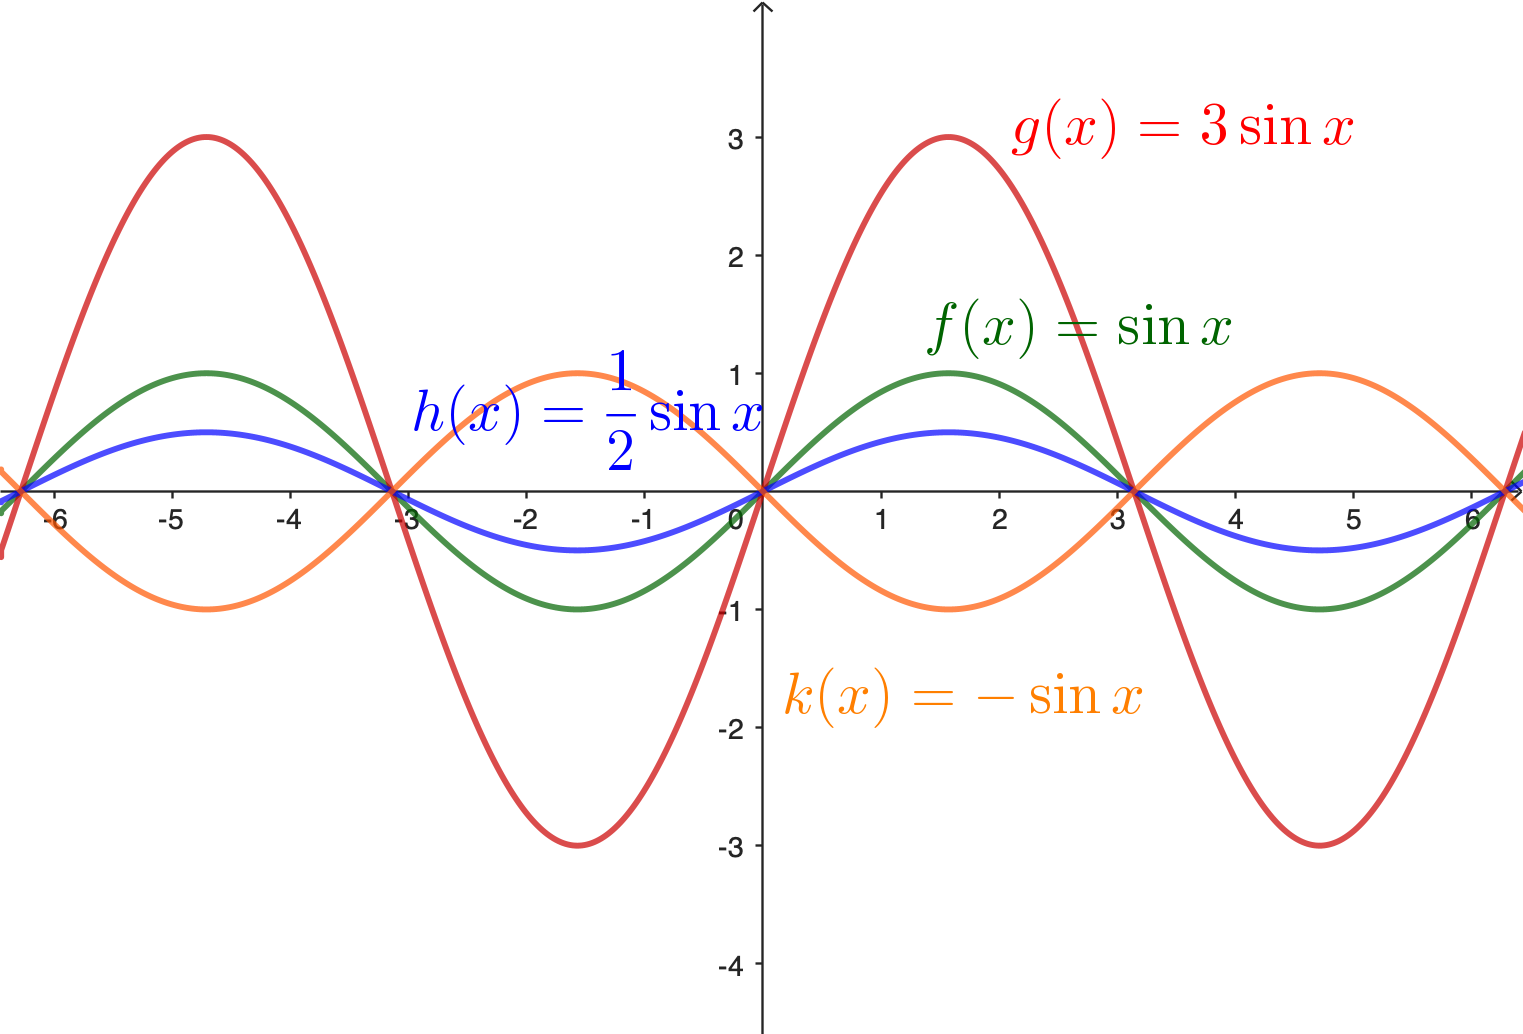 g(x) = 3 sin x
3
2
f(x) = sin x
1
h(x) = 1/2 sin x
-6 -5 -4 -3 -2 -1 0 1 2 3 4 5 6
-1
k(x) = − sin x
-2
-3
-4